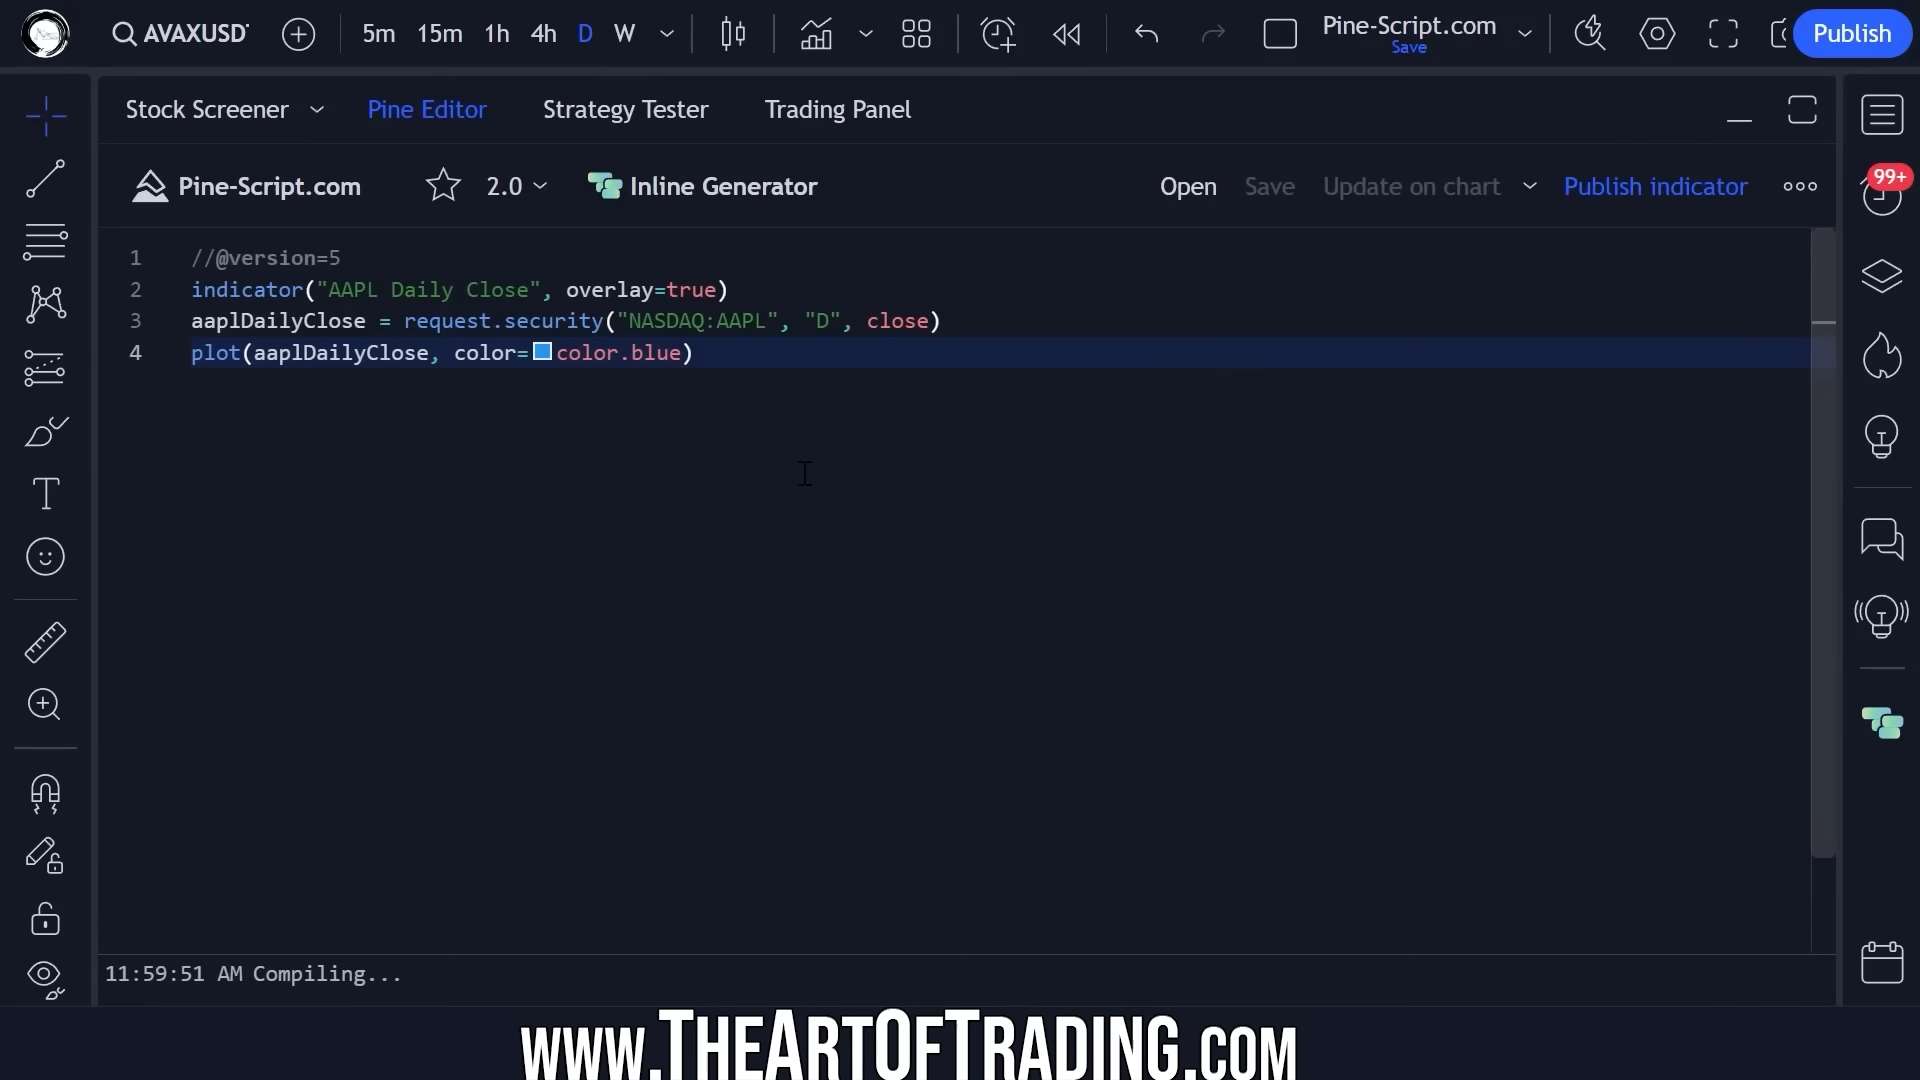 AVAXUSDT 5m 15m 1h 4h D W Pine-Script.com Publish
Save
Stock Screener Pine Editor Strategy Tester Trading Panel
Pine-Script.com 2.0 Inline Generator Open Save Update on chart Publish indicator
99+
1 //@version=5
2 indicator("AAPL Daily Close", overlay=true)
3 aaplDailyClose = request.security("NASDAQ:AAPL", "D", close)
4 plot(aaplDailyClose, color=color.blue)
T
11:59:51 AM Compiling...
www.TheArtOfTrading.com